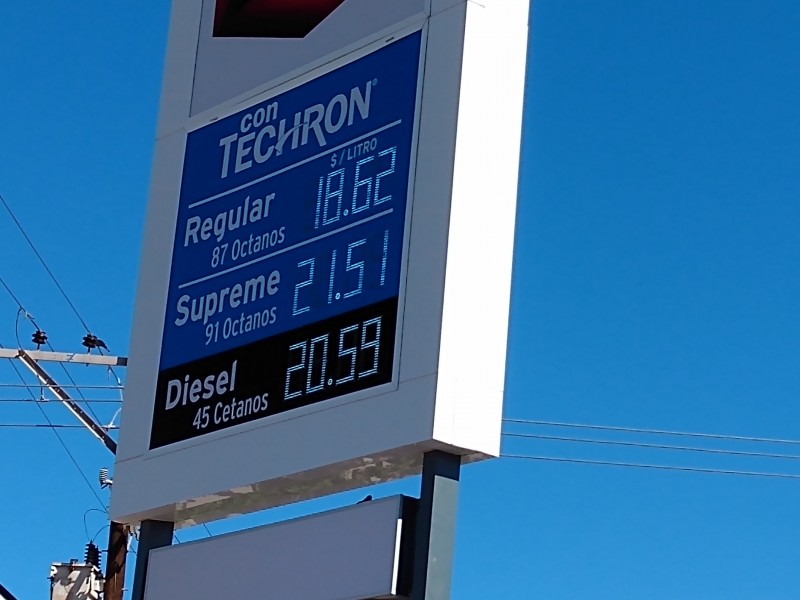 con
TECHRON®
$/LITRO
Regular 18.62
87 Octanos
Supreme 21.51
91 Octanos
Diesel 20.59
45 Cetanos